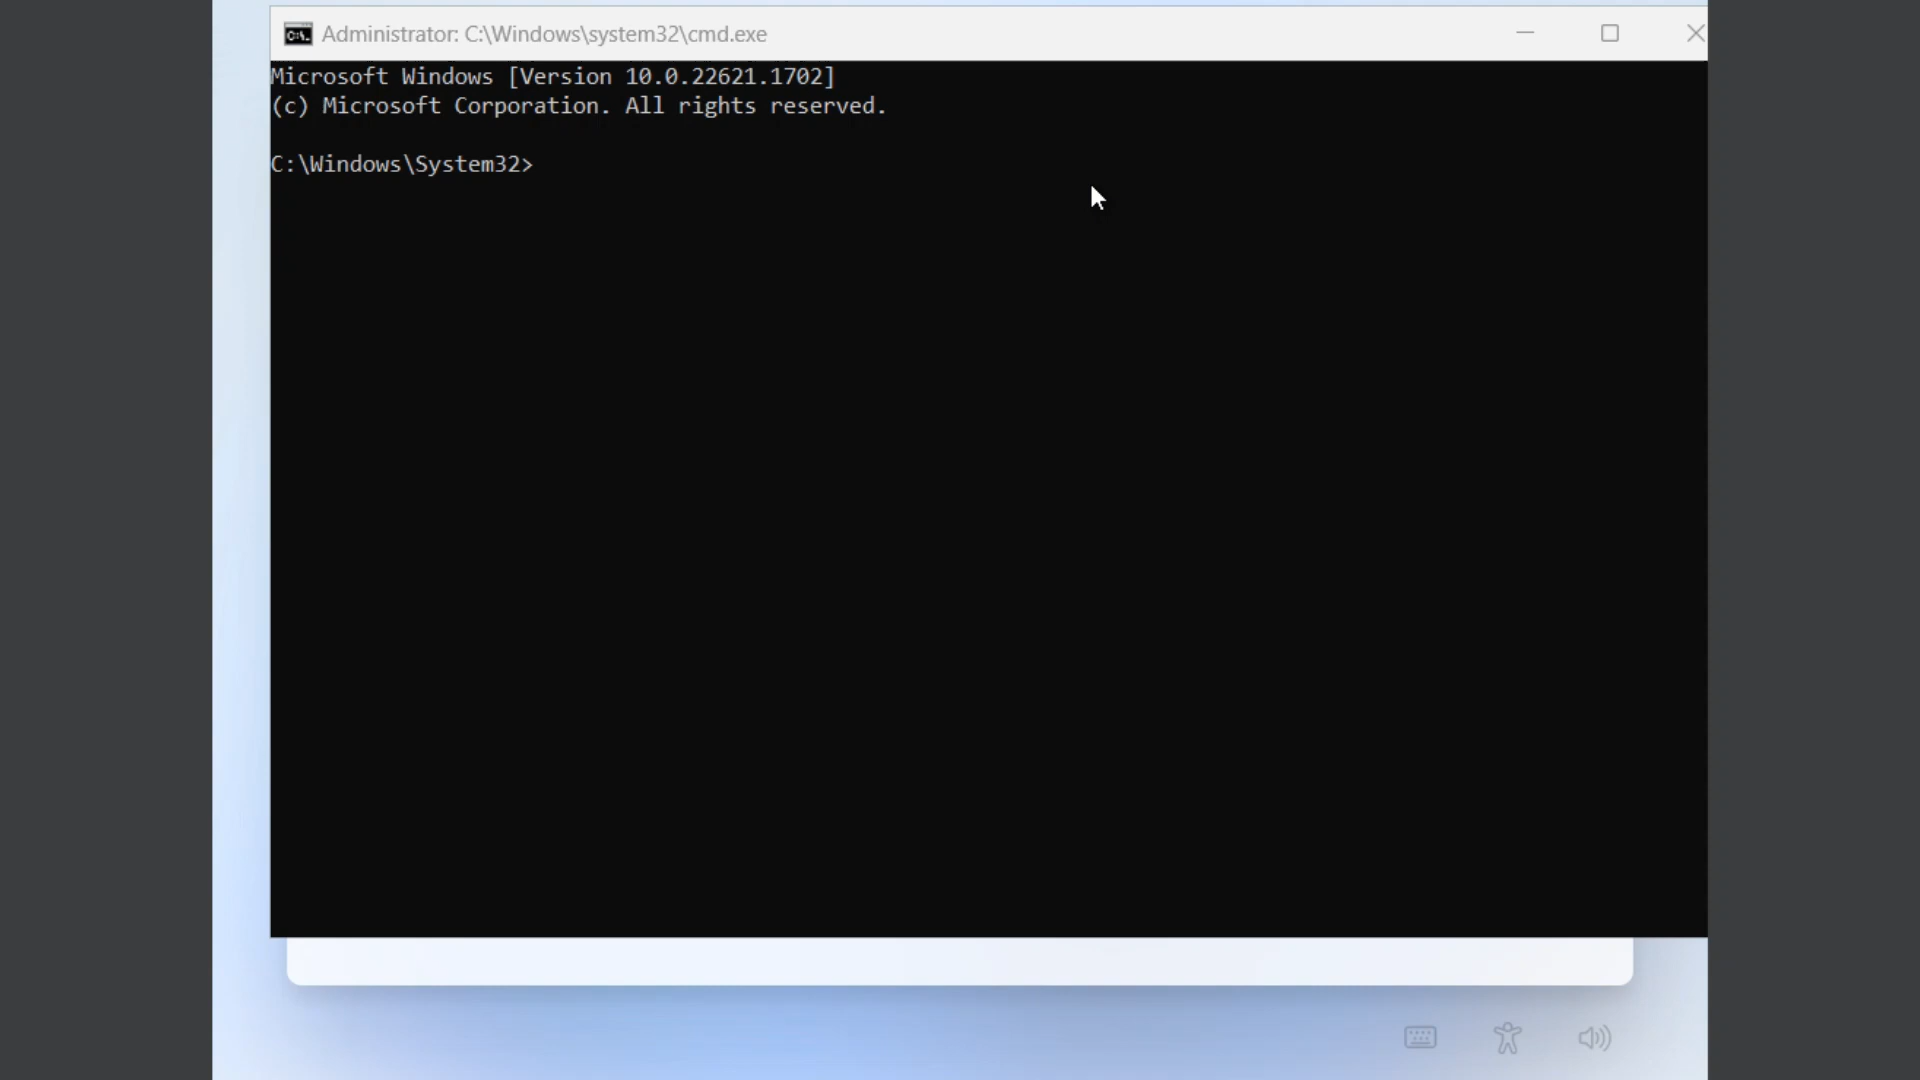 Administrator: C:\Windows\system32\cmd.exe
Microsoft Windows [Version 10.0.22621.1702]
(c) Microsoft Corporation. All rights reserved.
C:\Windows\System32>